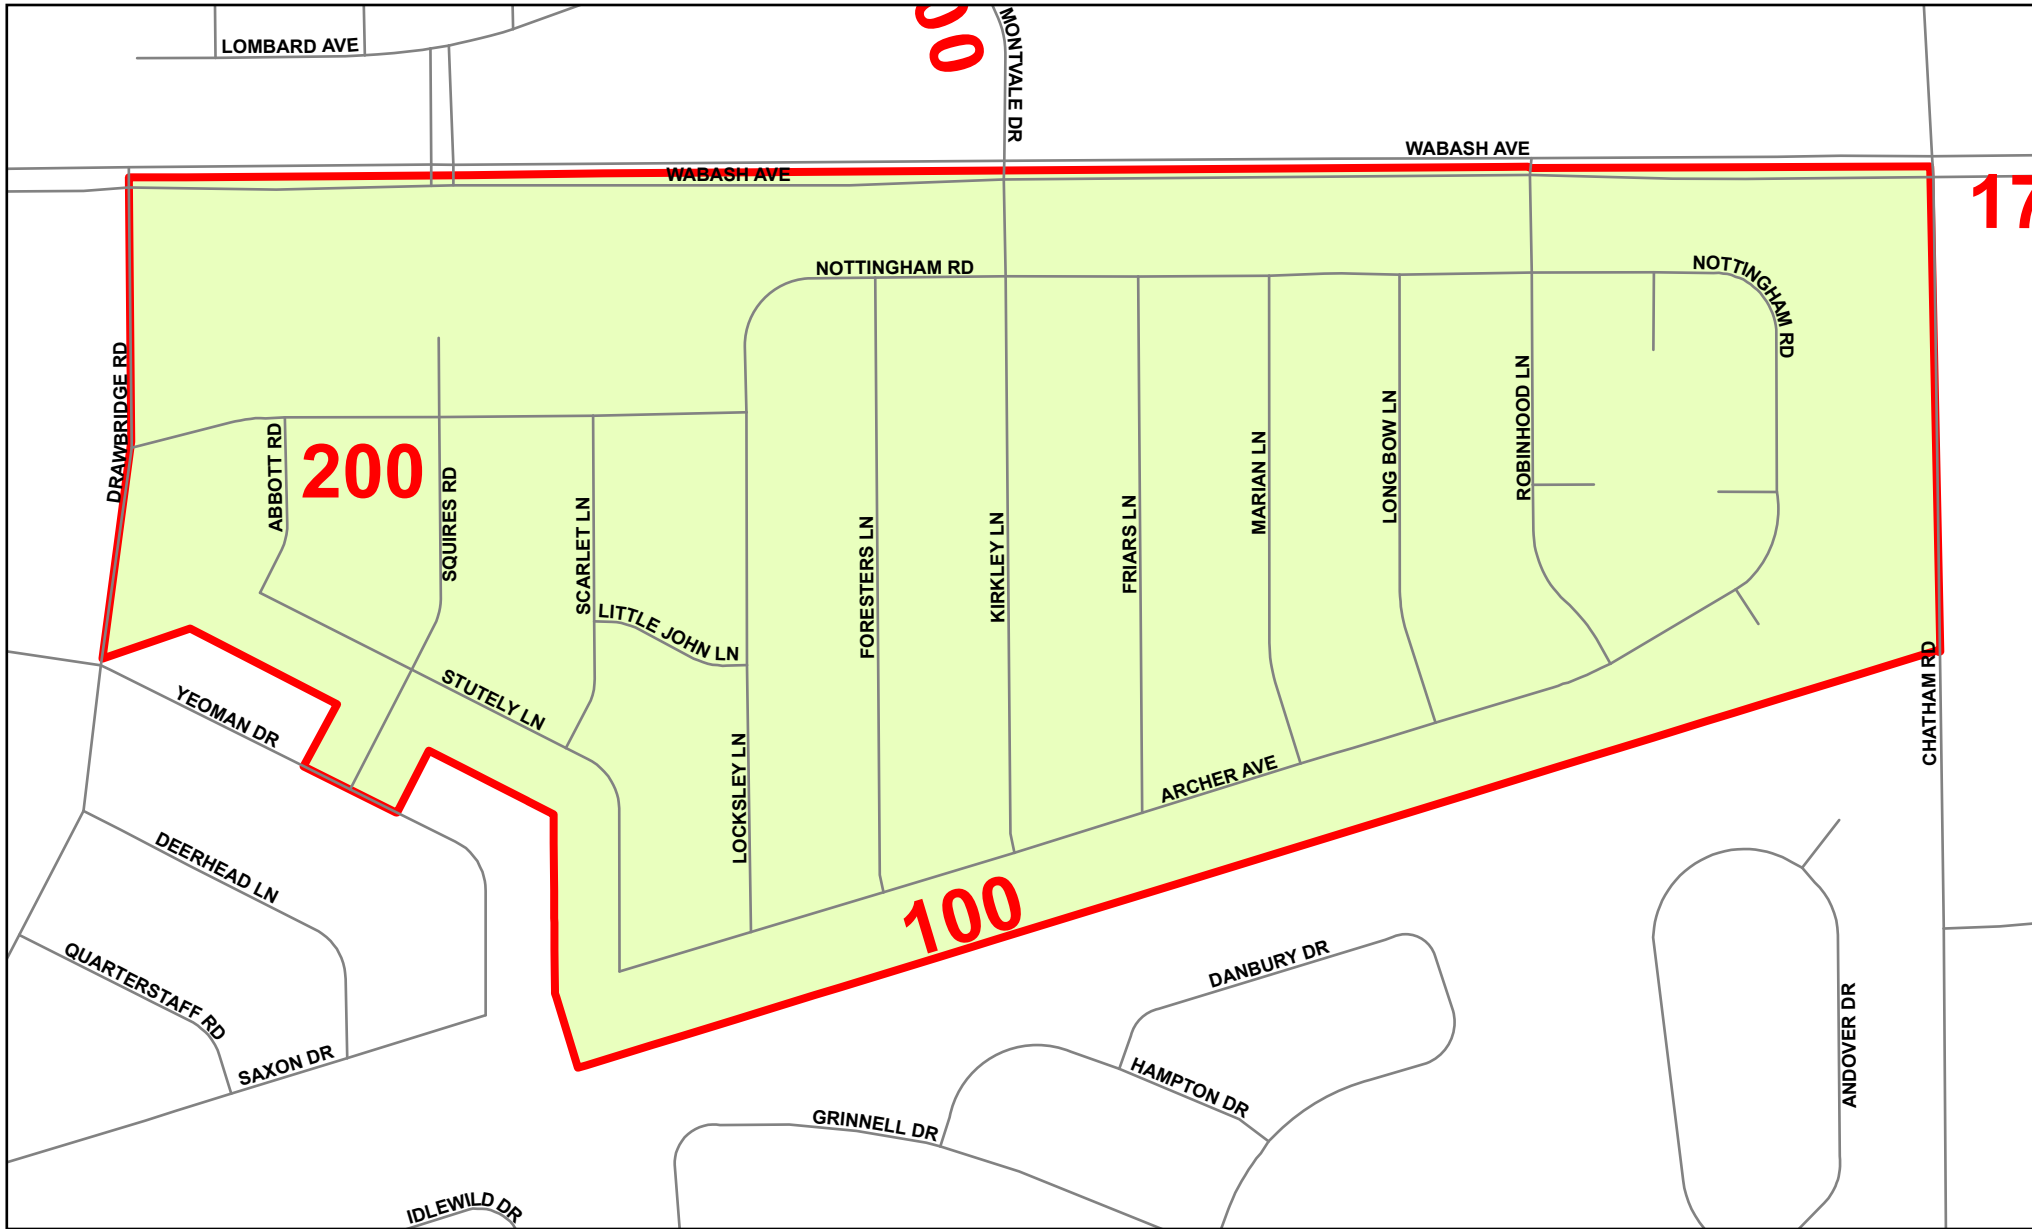 LOMBARD AVE
00
MONTVALE DR
WABASH AVE
WABASH AVE
17
NOTTINGHAM RD
NOTTINGHAM RD
DRAWBRIDGE RD
ABBOTT RD
200
SQUIRES RD
SCARLET LN
LITTLE JOHN LN
FORESTERS LN
KIRKLEY LN
FRIARS LN
MARIAN LN
LONG BOW LN
ROBINHOOD LN
YEOMAN DR
STUTELY LN
LOCKSLEY LN
ARCHER AVE
CHATHAM RD
DEERHEAD LN
100
QUARTERSTAFF RD
SAXON DR
DANBURY DR
HAMPTON DR
ANDOVER DR
GRINNELL DR
IDLEWILD DR